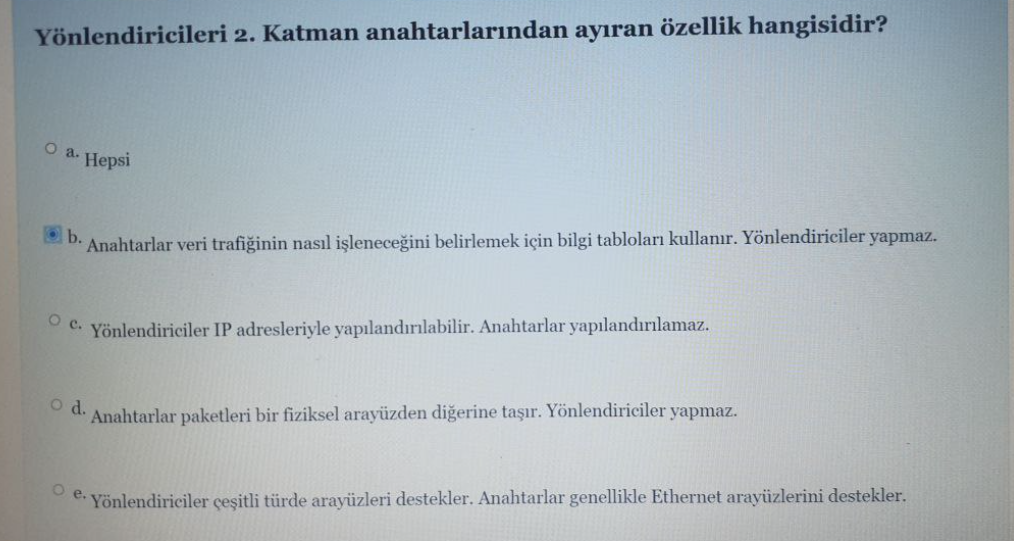 Yönlendiricileri 2. Katman anahtarlarından ayıran özellik hangisidir?
a. Hepsi
b. Anahtarlar veri trafiğinin nasıl işleneceğini belirlemek için bilgi tabloları kullanır. Yönlendiriciler yapmaz.
c. Yönlendiriciler IP adresleriyle yapılandırılabilir. Anahtarlar yapılandırılamaz.
d. Anahtarlar paketleri bir fiziksel arayüzden diğerine taşır. Yönlendiriciler yapmaz.
e. Yönlendiriciler çeşitli türde arayüzleri destekler. Anahtarlar genellikle Ethernet arayüzlerini destekler.